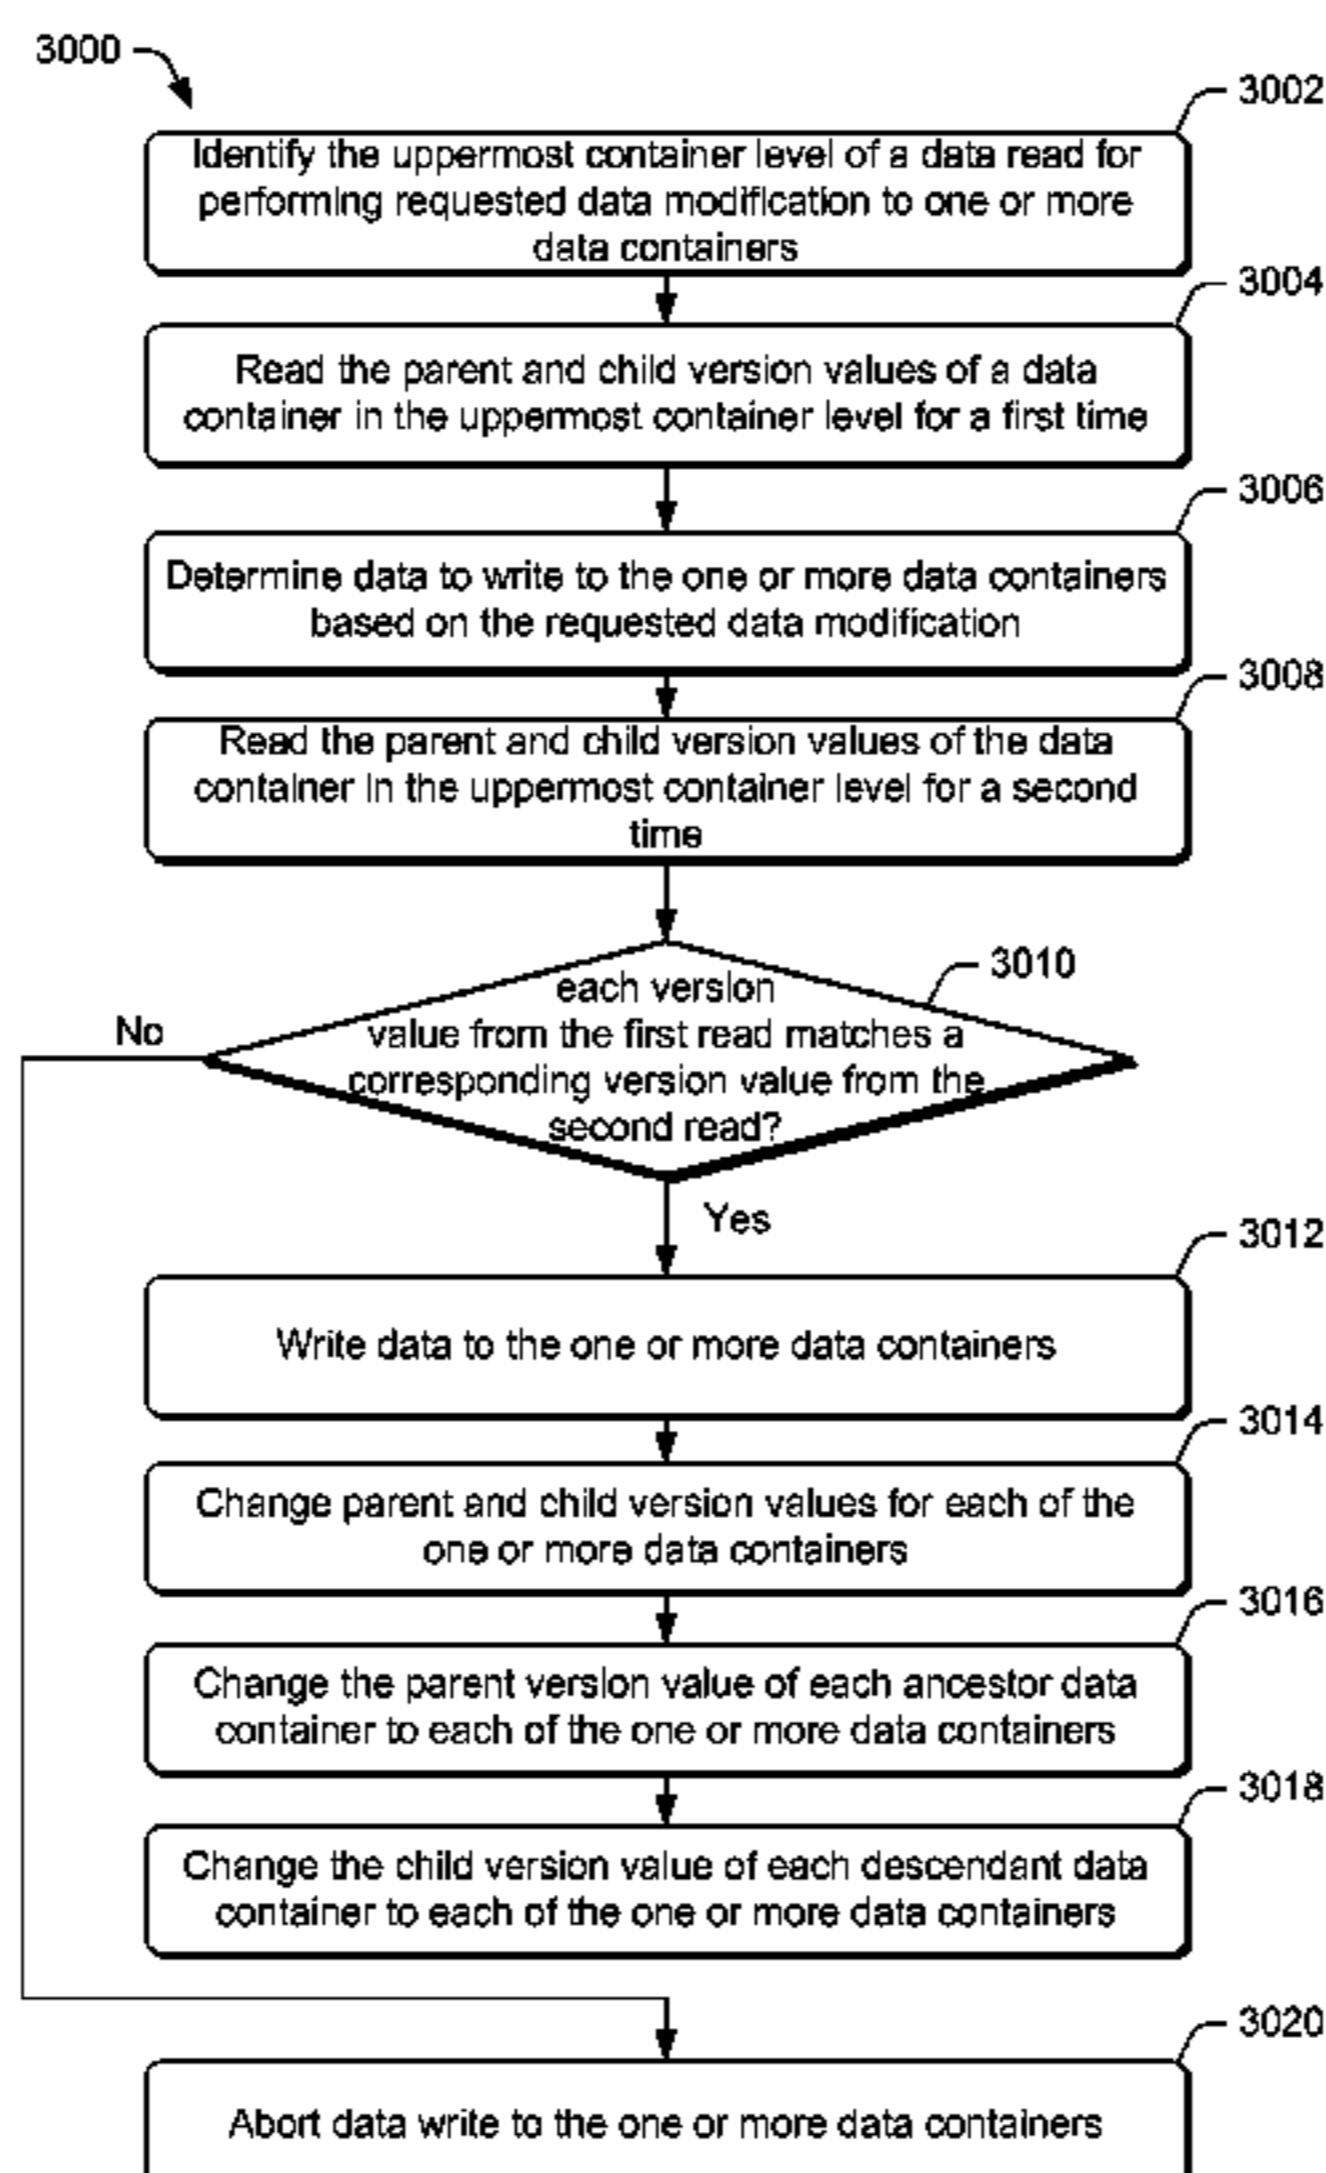 3000
3002
Identify the uppermost container level of a data read for
performing requested data modification to one or more
data containers
3004
Read the parent and child version values of a data
container in the uppermost container level for a first time
3006
Determine data to write to the one or more data containers
based on the requested data modification
3008
Read the parent and child version values of the data
container in the uppermost container level for a second
time
3010
each version
value from the first read matches a
corresponding version value from the
second read?
No
Yes
3012
Write data to the one or more data containers
3014
Change parent and child version values for each of the
one or more data containers
3016
Change the parent version value of each ancestor data
container to each of the one or more data containers
3018
Change the child version value of each descendant data
container to each of the one or more data containers
3020
Abort data write to the one or more data containers